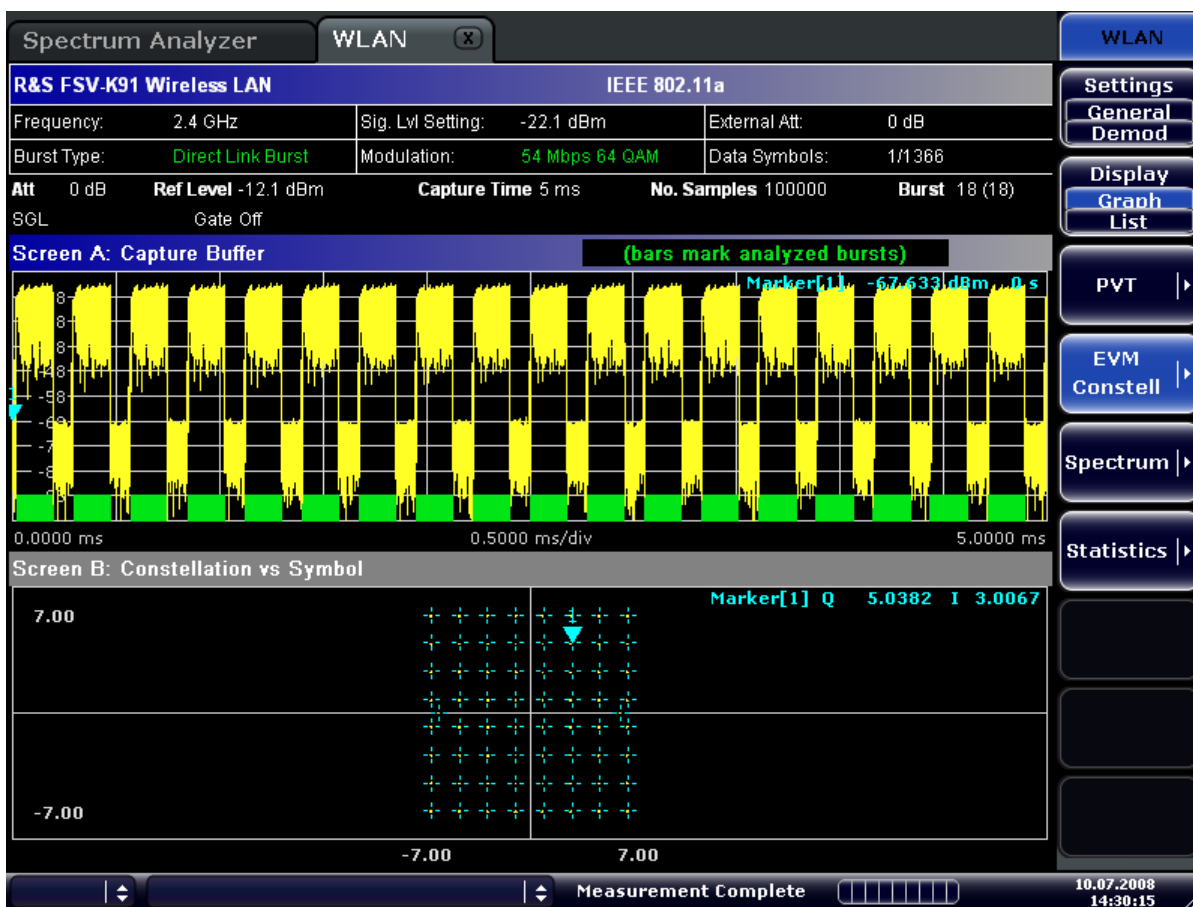 Spectrum Analyzer WLAN X WLAN
R&S FSV-K91 Wireless LAN IEEE 802.11a
Frequency: 2.4 GHz Sig. Lvl Setting: -22.1 dBm External Att: 0 dB
Burst Type: Direct Link Burst Modulation: 54 Mbps 64 QAM Data Symbols: 1/1366
Att 0 dB Ref Level -12.1 dBm Capture Time 5 ms No. Samples 100000 Burst 18 (18)
SGL Gate Off
Screen A: Capture Buffer (bars mark analyzed bursts)
Marker[1] -67.633 dBm 0 s
-58
0.0000 ms 0.5000 ms/div 5.0000 ms
Screen B: Constellation vs Symbol
Marker[1] Q 5.0382 I 3.0067
7.00
1
-7.00
-7.00 7.00
Settings
General
Demod
Display
Graph
List
PVT
EVM
Constell
Spectrum
Statistics
Measurement Complete
10.07.2008
14:30:15